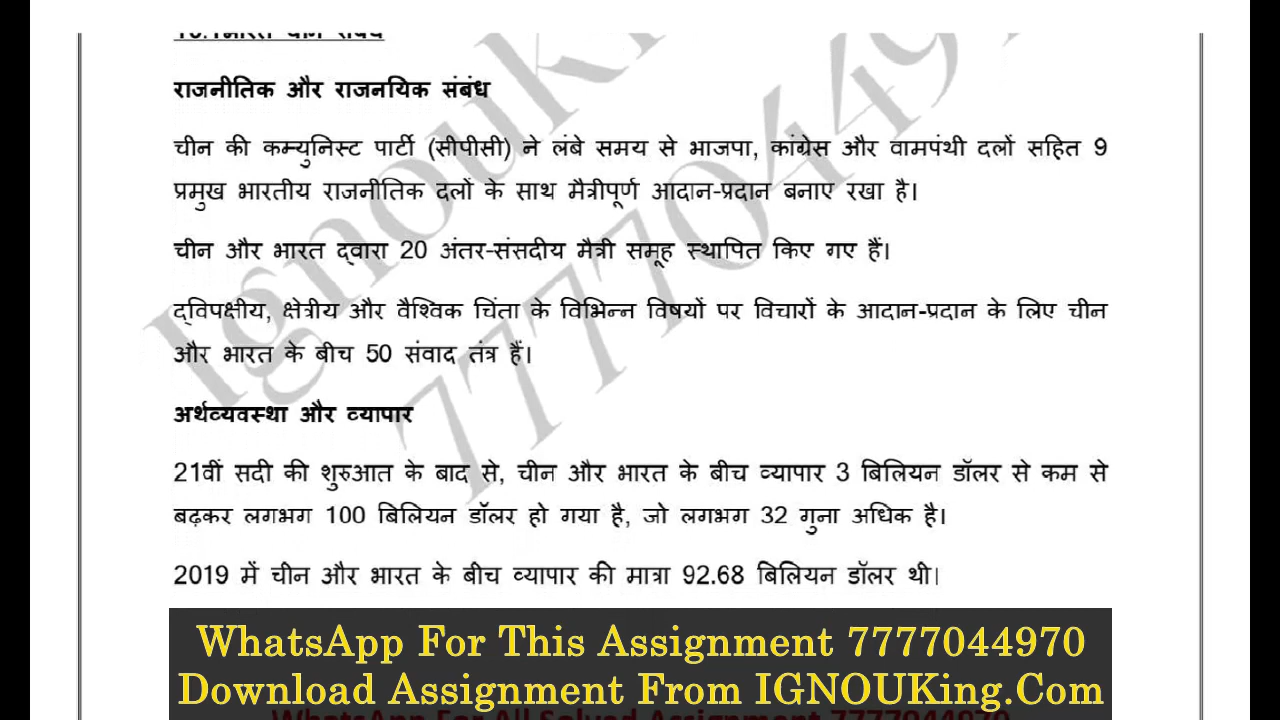 राजनीतिक और राजनयिक संबंध
चीन की कम्युनिस्ट पार्टी (सीपीसी) ने लंबे समय से भाजपा, कांग्रेस और वामपंथी दलों सहित 9
प्रमुख भारतीय राजनीतिक दलों के साथ मैत्रीपूर्ण आदान-प्रदान बनाए रखा है।
चीन और भारत द्वारा 20 अंतर-संसदीय मैत्री समूह स्थापित किए गए हैं।
द्विपक्षीय, क्षेत्रीय और वैश्विक चिंता के विभिन्न विषयों पर विचारों के आदान-प्रदान के लिए चीन
और भारत के बीच 50 संवाद तंत्र हैं।
अर्थव्यवस्था और व्यापार
21वीं सदी की शुरुआत के बाद से, चीन और भारत के बीच व्यापार 3 बिलियन डॉलर से कम से
बढ़कर लगभग 100 बिलियन डॉलर हो गया है, जो लगभग 32 गुना अधिक है।
2019 में चीन और भारत के बीच व्यापार की मात्रा 92.68 बिलियन डॉलर थी।
WhatsApp For This Assignment 7777044970
Download Assignment From IGNOUKing.Com